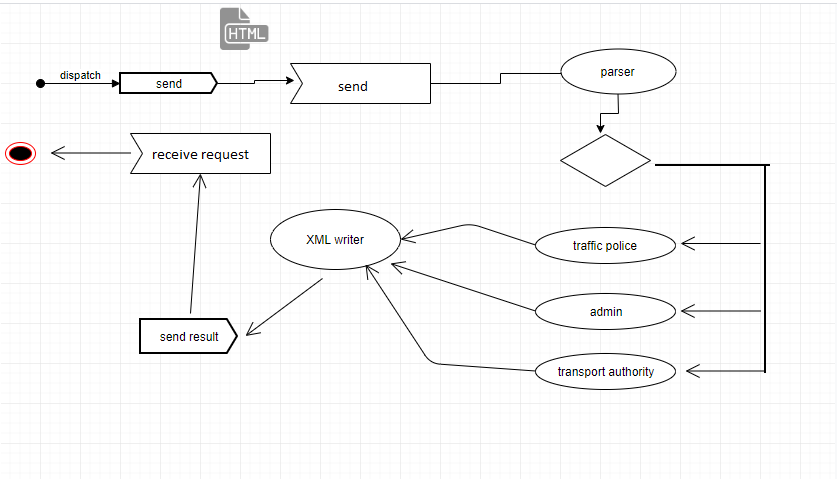 HTML
dispatch
send
send
parser
receive request
XML writer
traffic police
admin
send result
transport authority